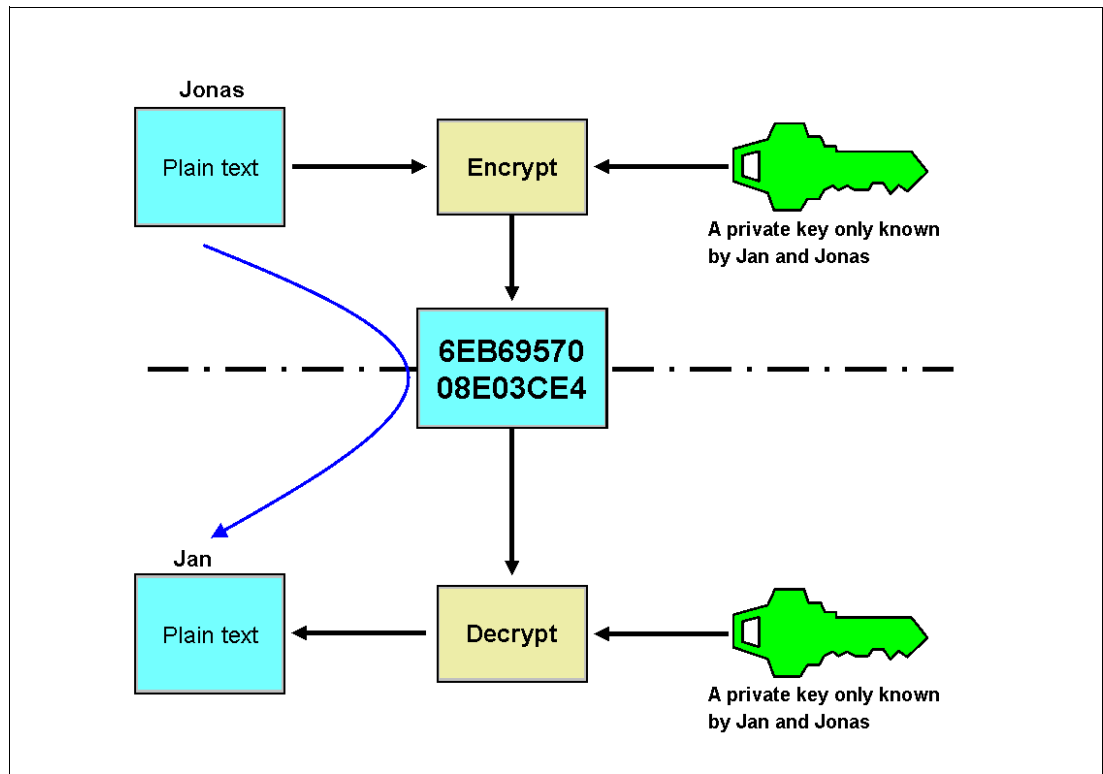 Jonas
Plain text
Encrypt
A private key only known
by Jan and Jonas
6EB69570
08E03CE4
Jan
Plain text
Decrypt
A private key only known
by Jan and Jonas